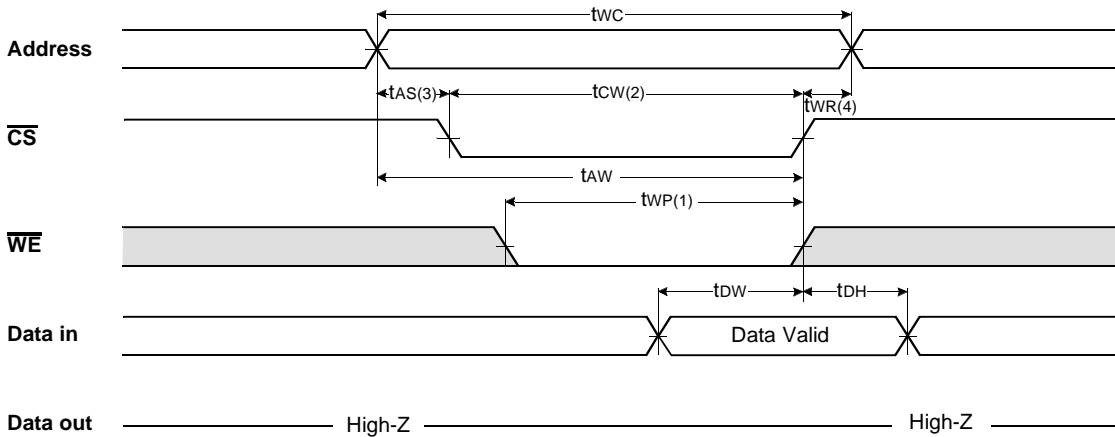 tWC
Address
tAS(3) tCW(2) tWR(4)
CS
tAW
tWP(1)
WE
tDW tDH
Data in Data Valid
Data out High-Z High-Z